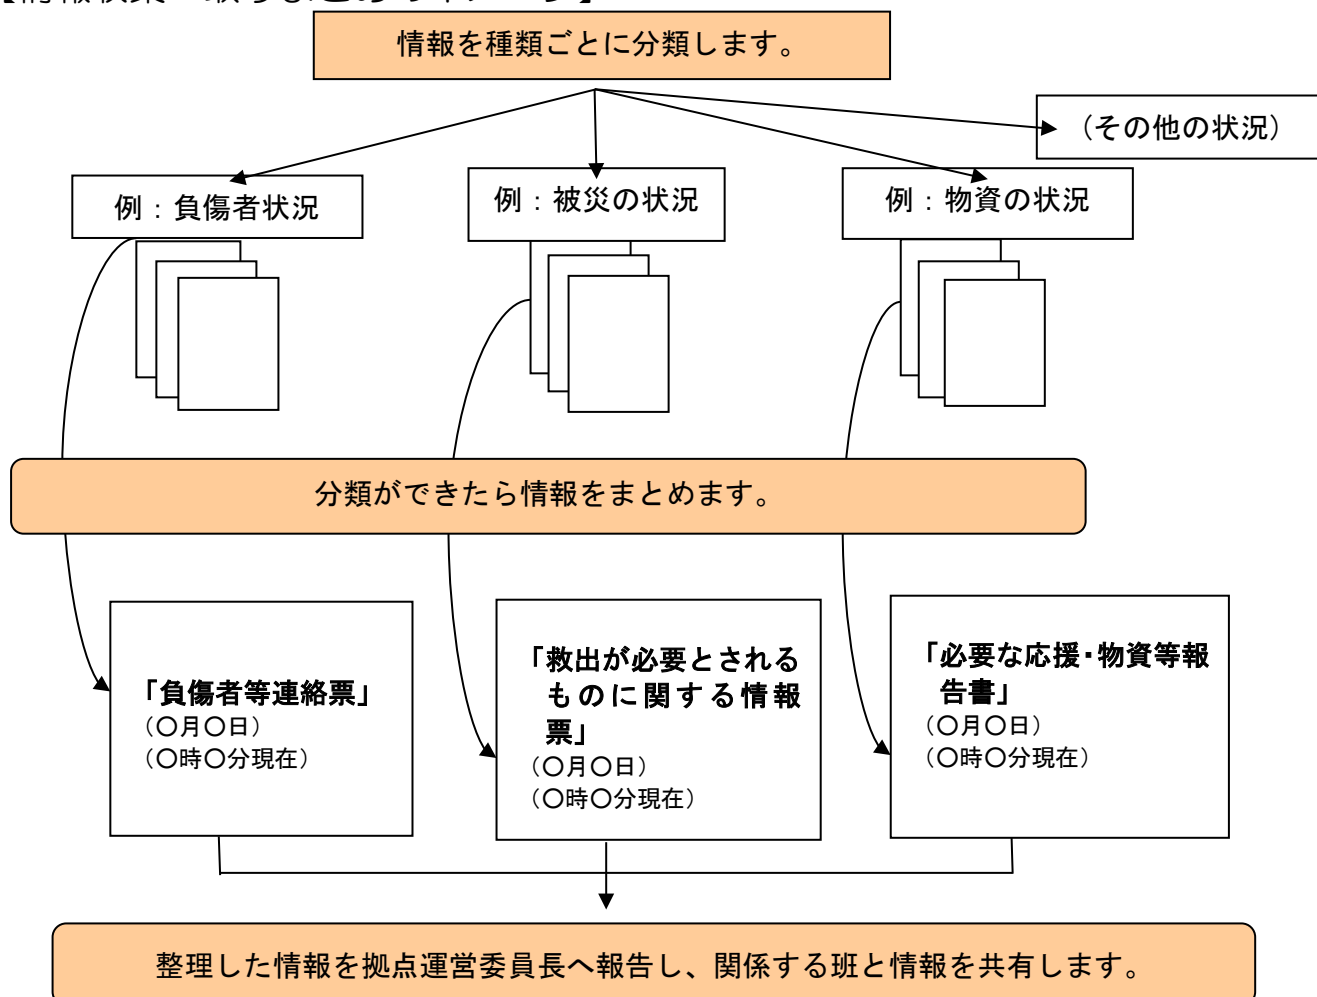 情報を種類ごとに分類します。
（その他の状況）
例：負傷者状況
例：被災の状況
例：物資の状況
分類ができたら情報をまとめます。
「負傷者等連絡票」
（〇月〇日）
（〇時〇分現在）
「救出が必要とされる
ものに関する情報
票」
（〇月〇日）
（〇時〇分現在）
「必要な応援・物資等報
告書」
（〇月〇日）
（〇時〇分現在）
整理した情報を拠点運営委員長へ報告し、関係する班と情報を共有します。